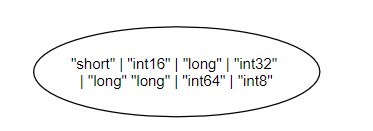 "short" | "int16" | "long" | "int32"
| "long" "long" | "int64" | "int8"